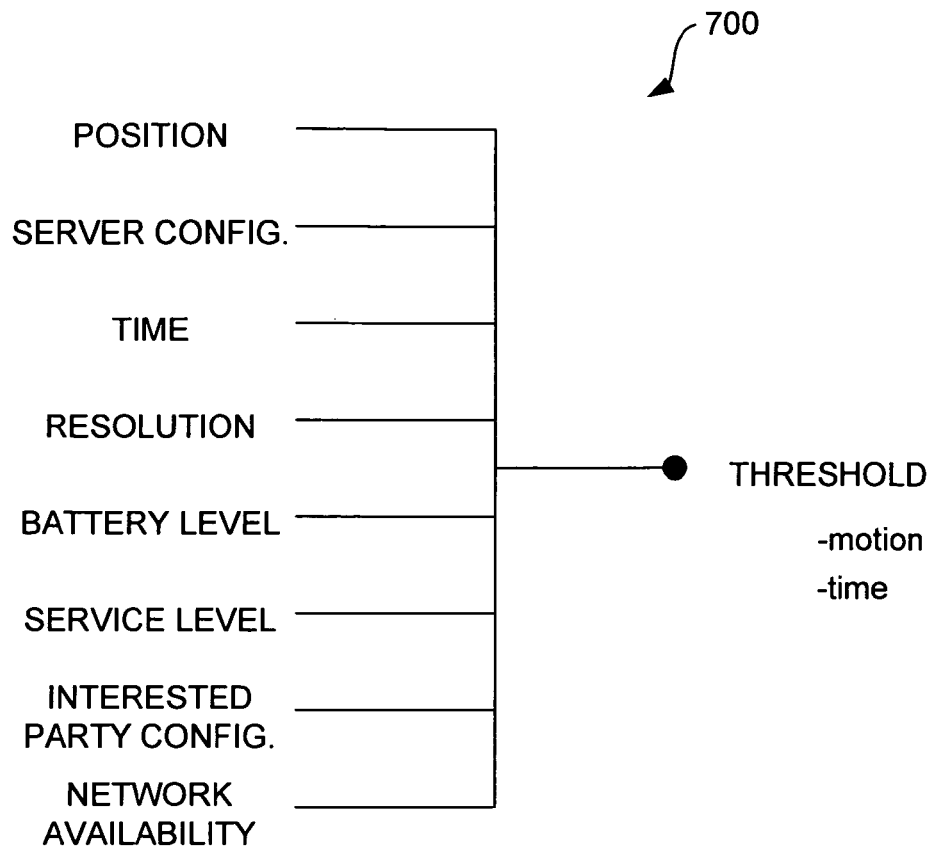 700
POSITION
SERVER CONFIG.
TIME
RESOLUTION
BATTERY LEVEL
SERVICE LEVEL
INTERESTED
PARTY CONFIG.
NETWORK
AVAILABILITY
THRESHOLD
-motion
-time